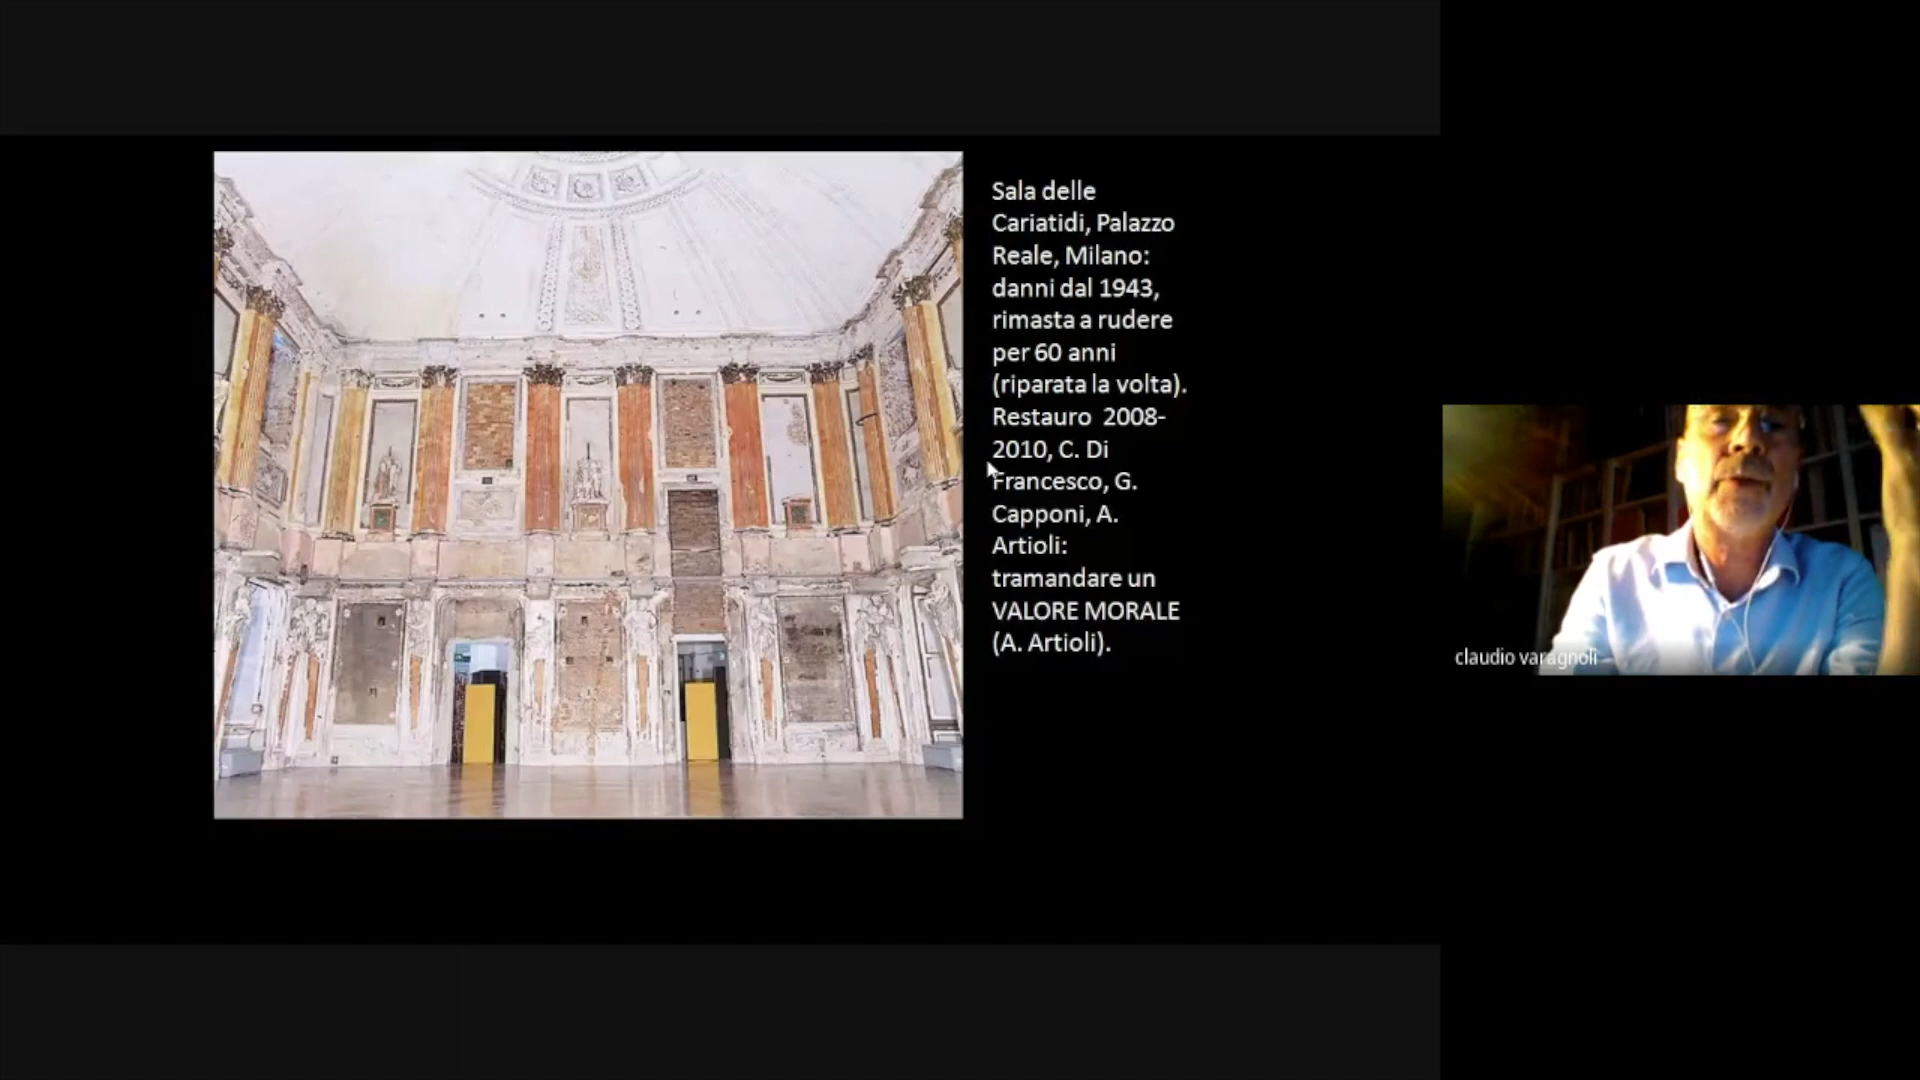 Sala delle
Cariatidi, Palazzo
Reale, Milano:
danni dal 1943,
rimasta a rudere
per 60 anni
(riparata la volta).
Restauro 2008-
2010, C. Di
Francesco, G.
Capponi, A.
Artioli:
tramandare un
VALORE MORALE
(A. Artioli).
claudio varagnoli